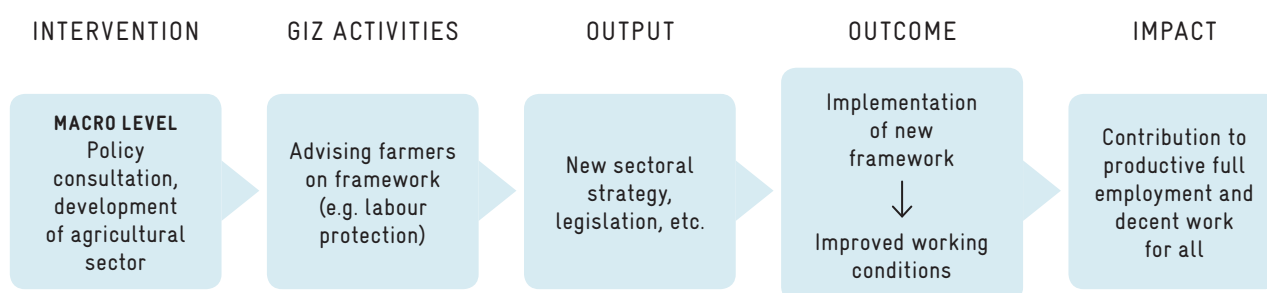 INTERVENTION
GIZ ACTIVITIES
OUTPUT
OUTCOME
IMPACT
MACRO LEVEL
Policy
consultation,
development
of agricultural
sector
Advising farmers
on framework
(e.g. labour
protection)
New sectoral
strategy,
legislation, etc.
Implementation
of new
framework
↓
Improved working
conditions
Contribution to
productive full
employment and
decent work
for all